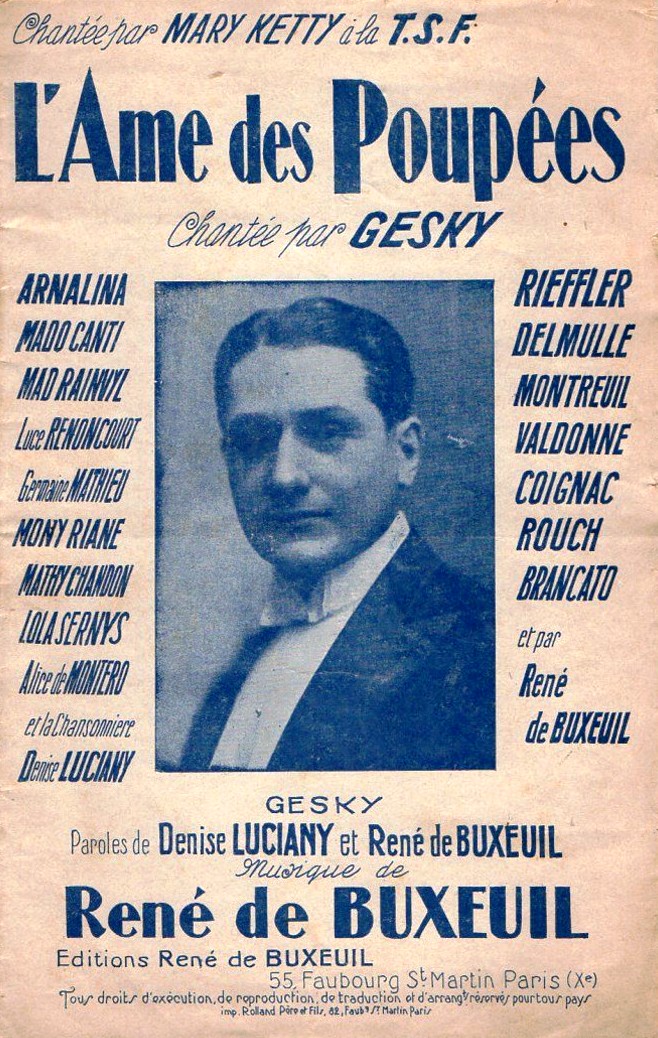 Chantée par MARY KETTY à la T.S.F.
L'Ame des Poupées
Chantée par GESKY
ARNALINA
MADO CANTI
MAD RAINVYL
Luce RENONCOURT
Germaine MATHIEU
MONY RIANE
MATHY CHANDON
LOLA SERNYS
Alice de MONTERO
et la Chansonniere
Denise LUCIANY
RIEFFLER
DELMULLE
MONTREUIL
VALDONNE
COIGNAC
ROUCH
BRANCATO
et par
René
de BUXEUIL
GESKY
Paroles de Denise LUCIANY et René de BUXEUIL
Musique de
René de BUXEUIL
Editions René de BUXEUIL
55, Faubourg St Martin Paris (Xe)
Tous droits d'exécution, de reproduction, de traduction et d'arrangts réservés pour tous pays
imp. Rolland Père et Fils, 82, Faubg St Martin Paris